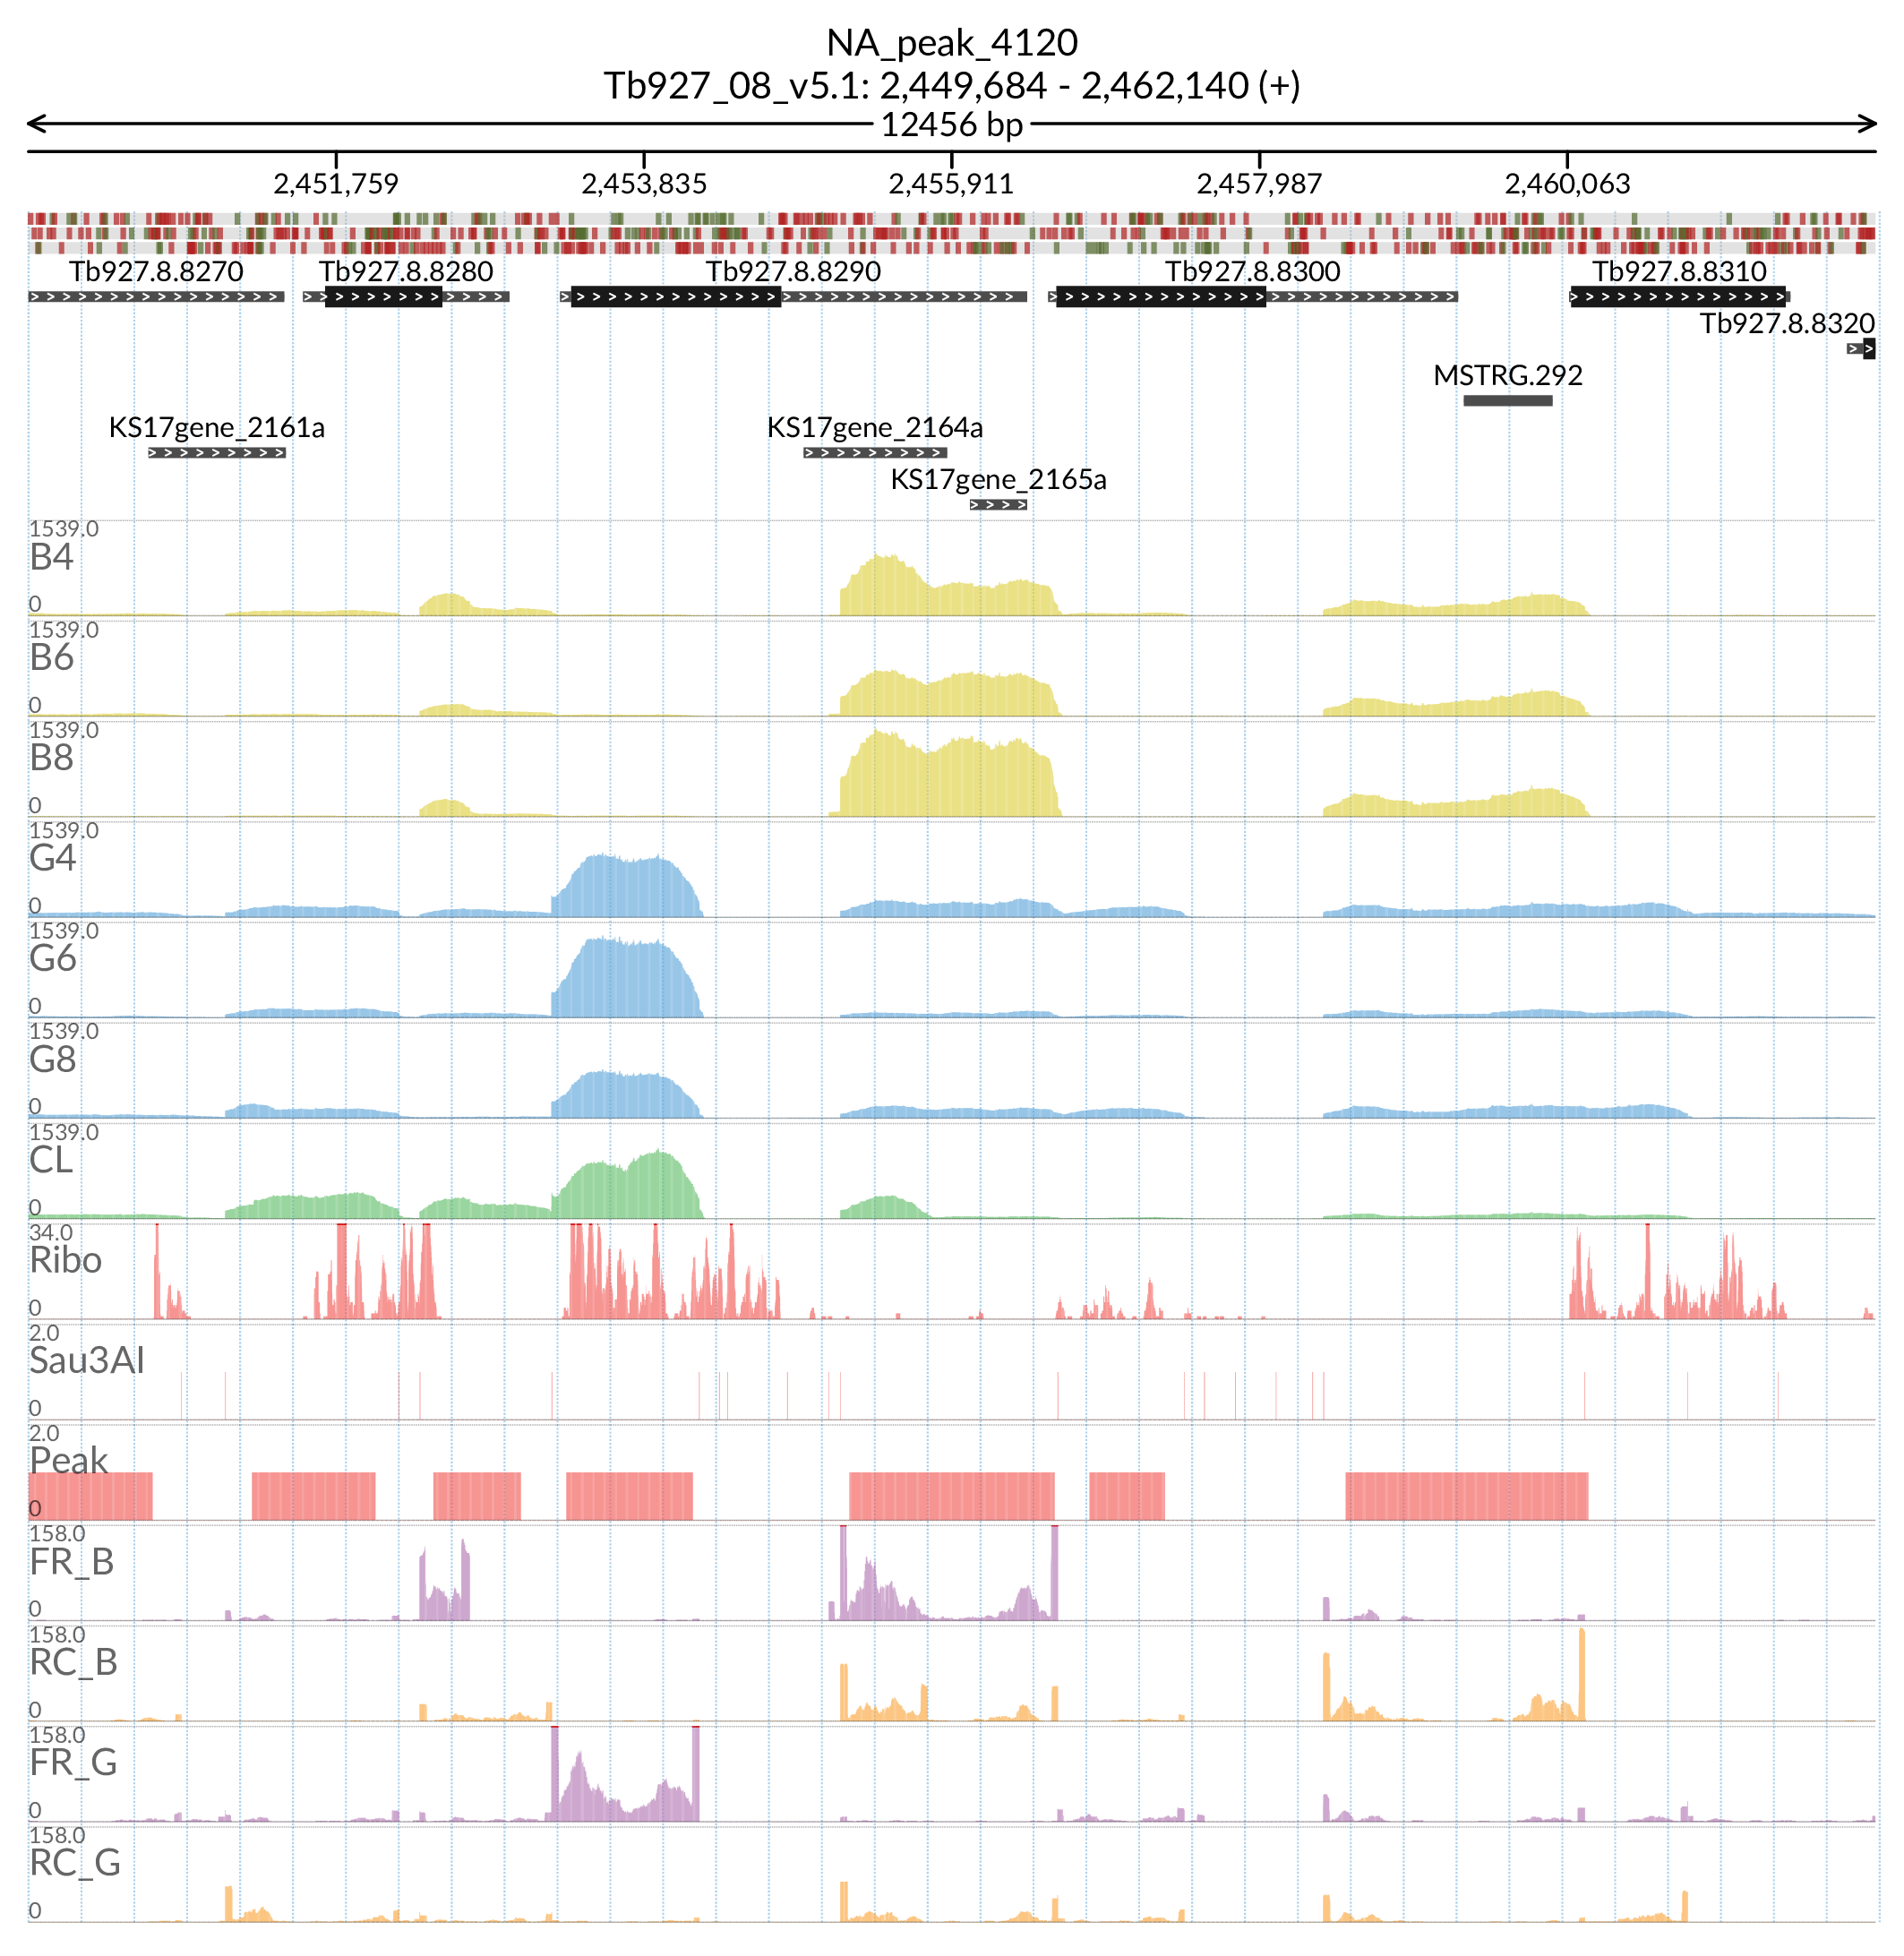 NA_peak_4120
Tb927_08_v5.1: 2,449,684 - 2,462,140 (+)
12456 bp
2,451,759 2,453,835 2,455,911 2,457,987 2,460,063
Tb927.8.8270 Tb927.8.8280 Tb927.8.8290 Tb927.8.8300 Tb927.8.8310
Tb927.8.8320
MSTRG.292
KS17gene_2161a KS17gene_2164a
KS17gene_2165a
1539.0
B4
0
1539.0
B6
0
1539.0
B8
0
1539.0
G4
0
1539.0
G6
0
1539.0
G8
0
1539.0
CL
0
34.0
Ribo
0
2.0
Sau3AI
0
2.0
Peak
0
158.0
FR_B
0
158.0
RC_B
0
158.0
FR_G
0
158.0
RC_G
0